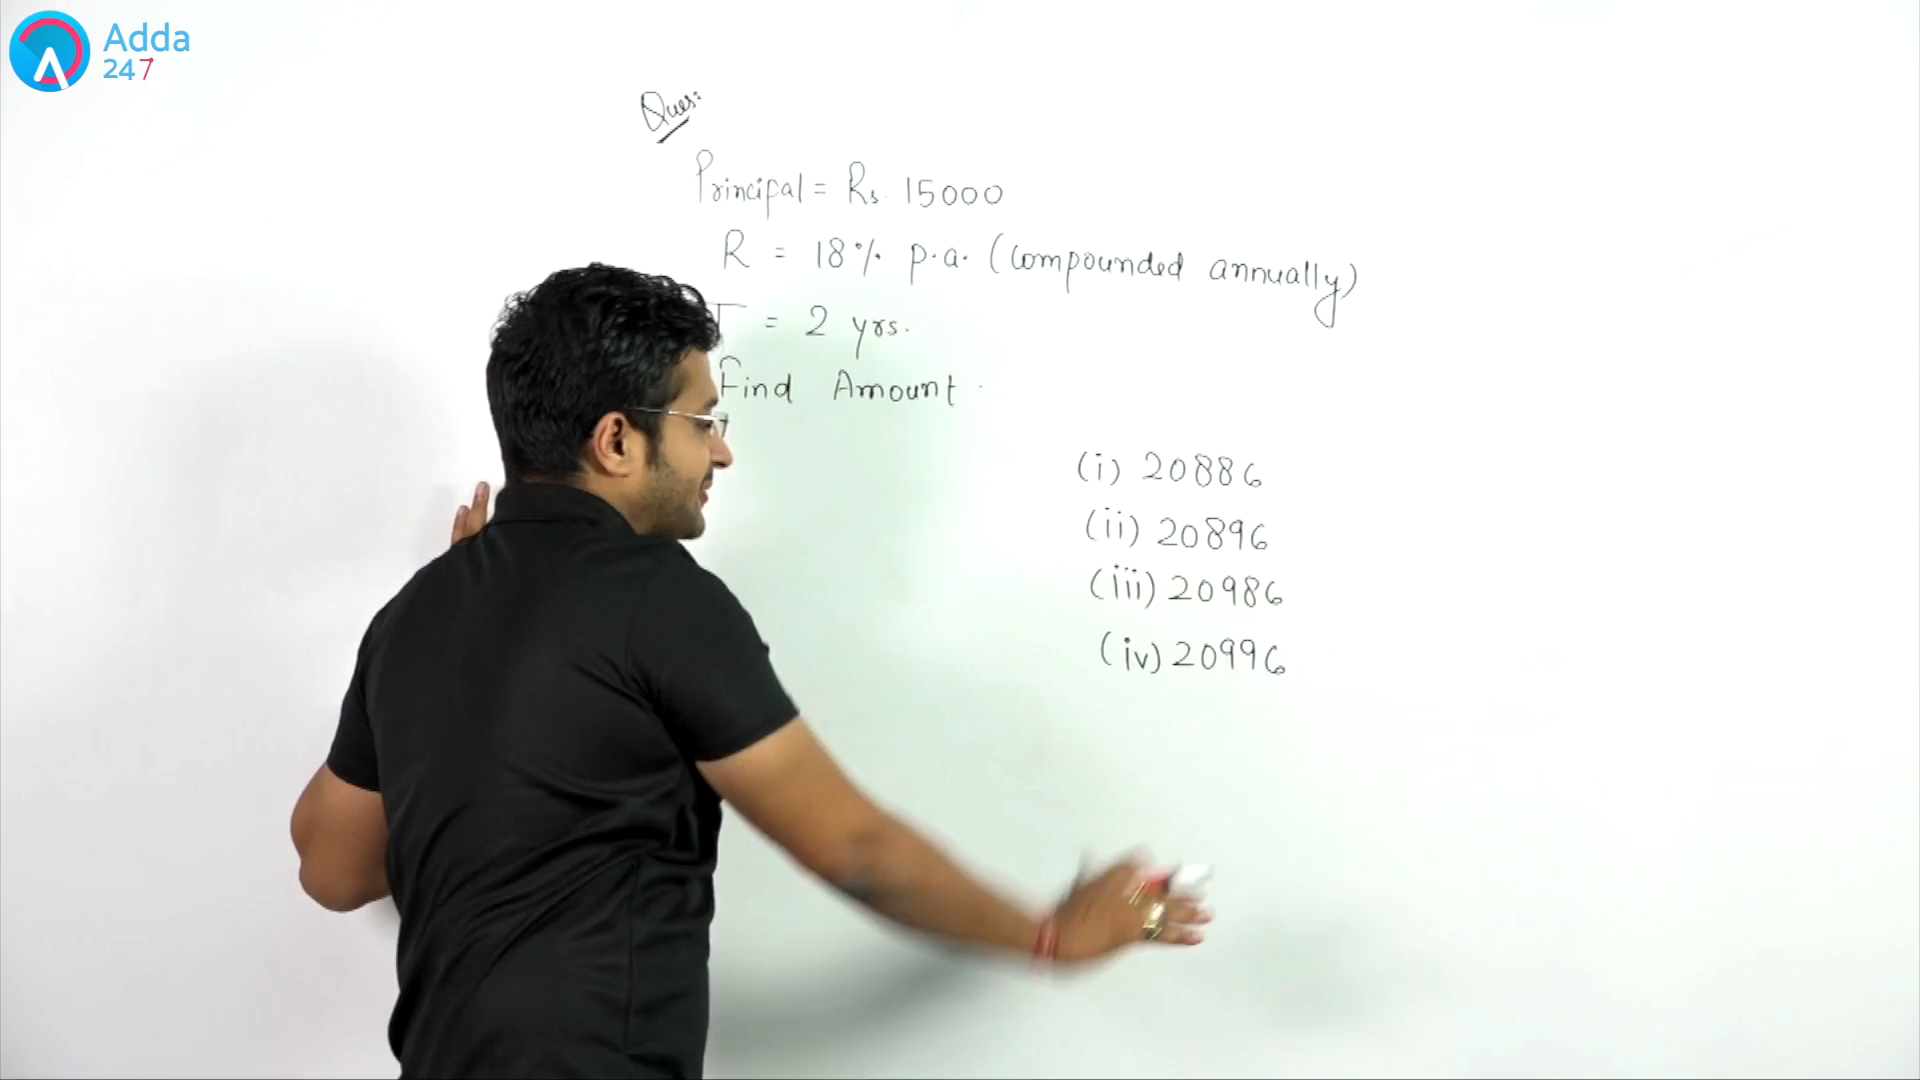 Adda
247
Ques:
Principal = Rs. 15000
R = 18% p.a. (compounded annually)
T = 2 yrs.
Find Amount.
(i) 20886
(ii) 20896
(iii) 20986
(iv) 20996